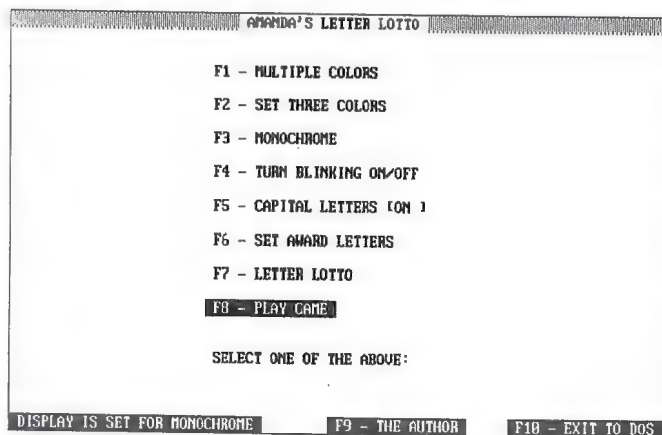 AMANDA'S LETTER LOTTO
F1 - MULTIPLE COLORS
F2 - SET THREE COLORS
F3 - MONOCHROME
F4 - TURN BLINKING ON/OFF
F5 - CAPITAL LETTERS [ON ]
F6 - SET AWARD LETTERS
F7 - LETTER LOTTO
F8 - PLAY GAME
SELECT ONE OF THE ABOVE:
DISPLAY IS SET FOR MONOCHROME F9 - THE AUTHOR F10 - EXIT TO DOS